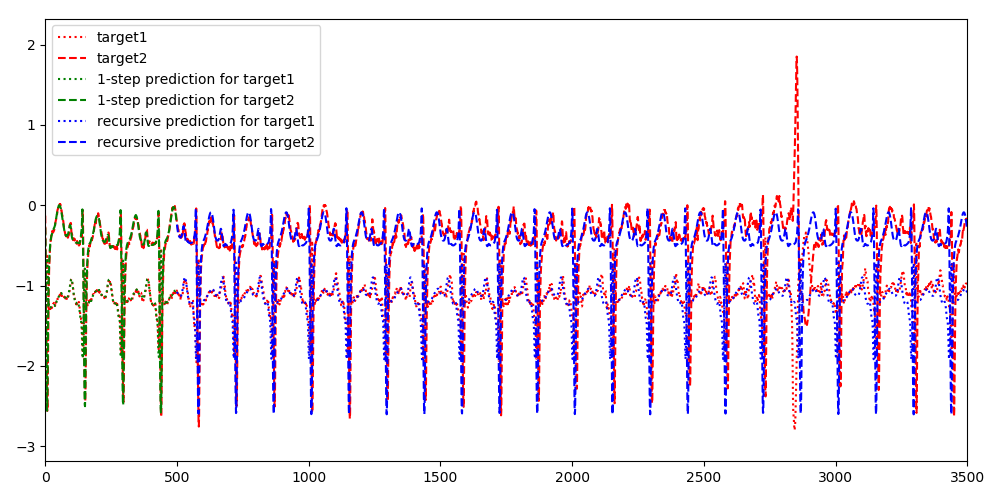 target1
target2
1-step prediction for target1
1-step prediction for target2
recursive prediction for target1
recursive prediction for target2
2
1
0
−1
−2
−3
0 500 1000 1500 2000 2500 3000 3500